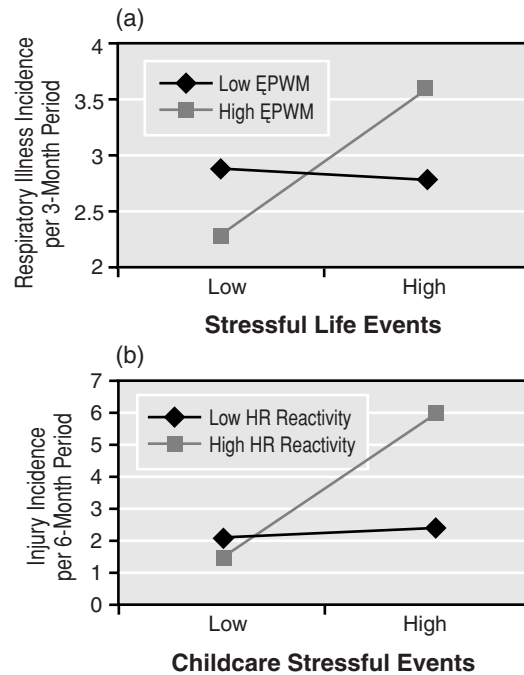 (a)
Respiratory Illness Incidence
per 3-Month Period
4
3.5
3
2.5
2
Low ĘPWM
High ĘPWM
Low
High
Stressful Life Events
(b)
Injury Incidence
per 6-Month Period
7
6
5
4
3
2
1
0
Low HR Reactivity
High HR Reactivity
Low
High
Childcare Stressful Events